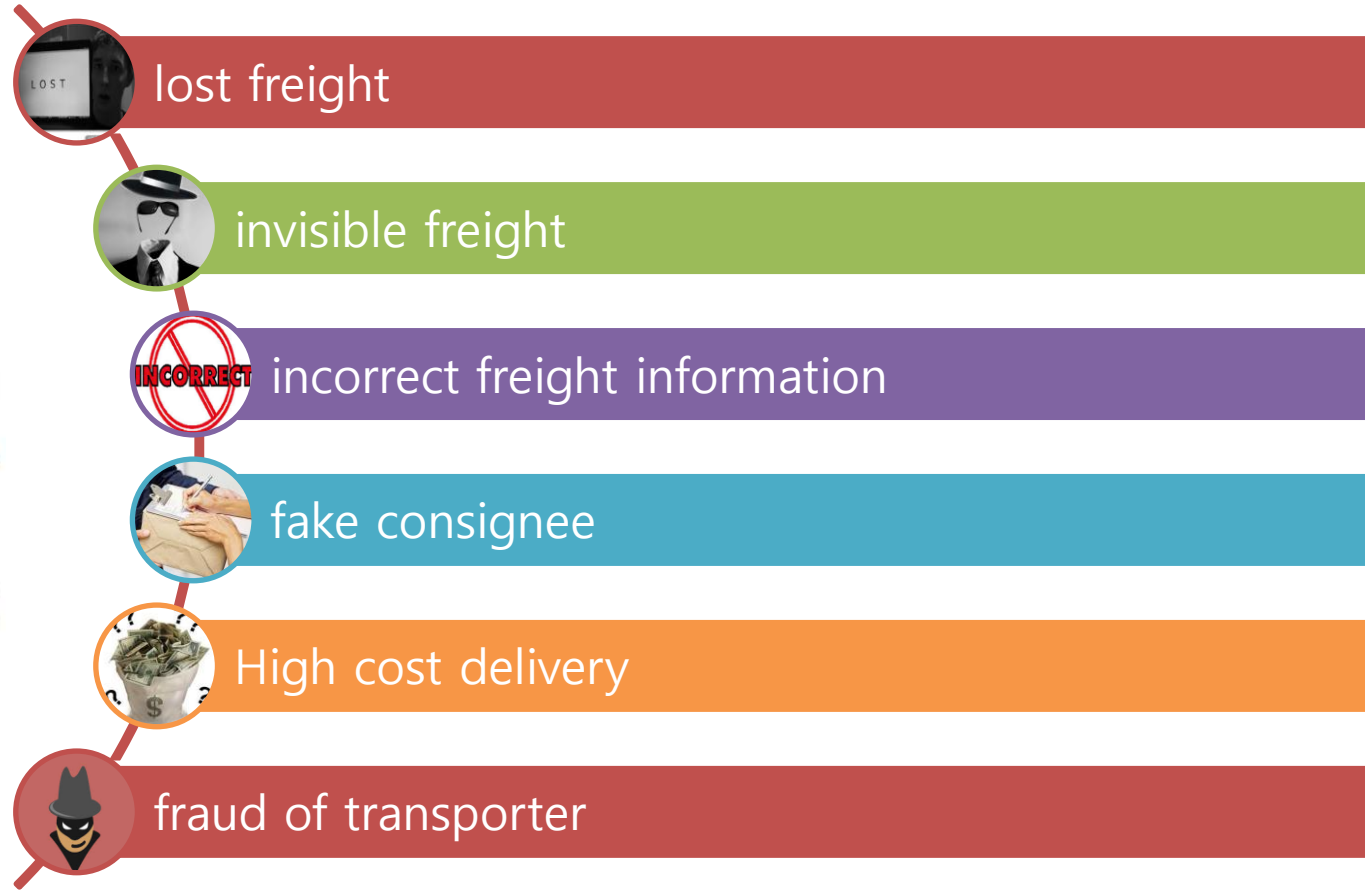 LOST
lost freight
invisible freight
INCORRECT
incorrect freight information
fake consignee
High cost delivery
$
fraud of transporter